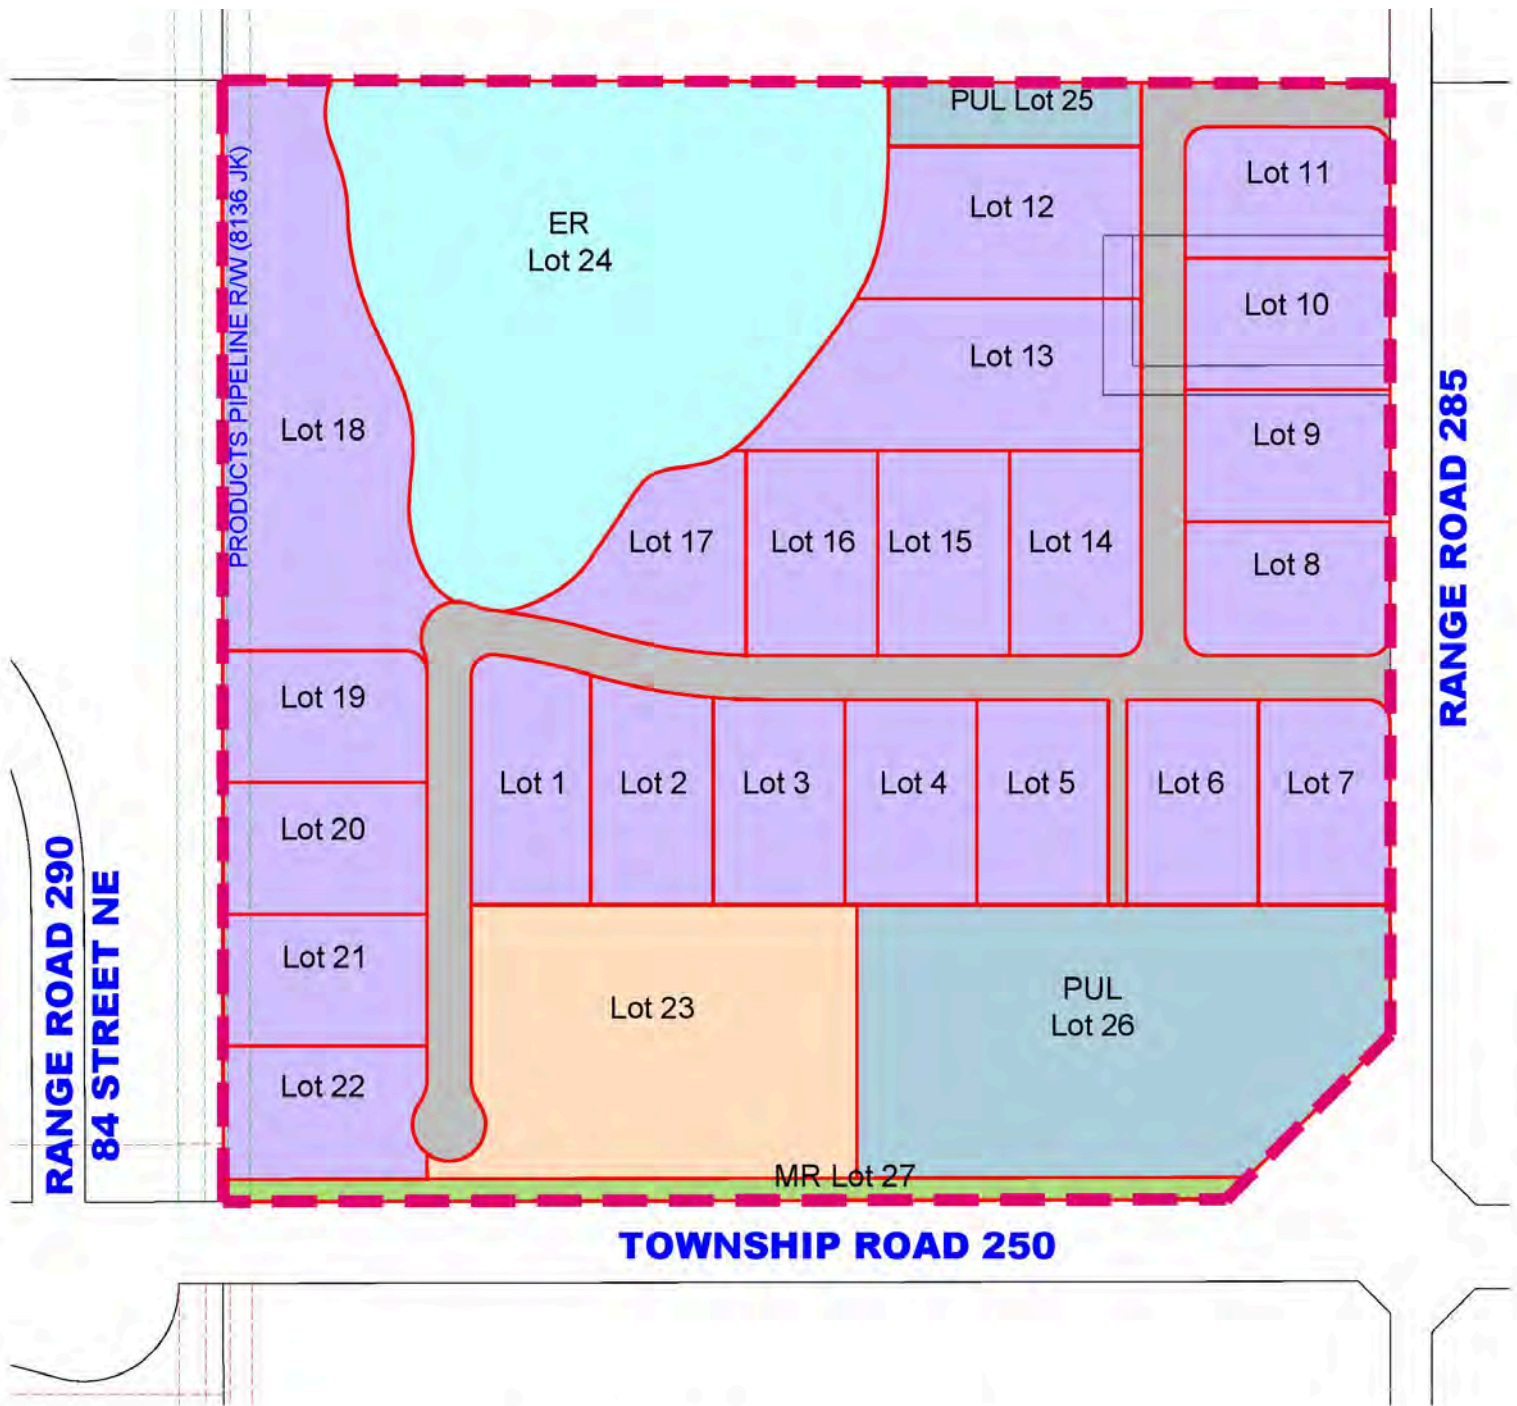 PUL Lot 25
Lot 11
Lot 12
ER
Lot 24
Lot 10
Lot 13
PRODUCTS PIPELINE R/W (8136 JK)
Lot 18
Lot 9
RANGE ROAD 285
Lot 17
Lot 16
Lot 15
Lot 14
Lot 8
Lot 19
Lot 1
Lot 2
Lot 3
Lot 4
Lot 5
Lot 6
Lot 7
Lot 20
RANGE ROAD 290
84 STREET NE
Lot 21
Lot 23
PUL
Lot 26
Lot 22
MR Lot 27
TOWNSHIP ROAD 250